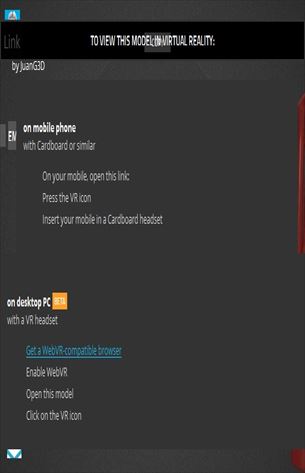 Link
TO VIEW THIS MODEL IN VIRTUAL REALITY:
by JuanG3D
on mobile phone
EM
with Cardboard or similar
On your mobile, open this link:
Press the VR icon
Insert your mobile in a Cardboard headset
on desktop PC BETA
with a VR headset
Get a WebVR-compatible browser
Enable WebVR
Open this model
Click on the VR icon